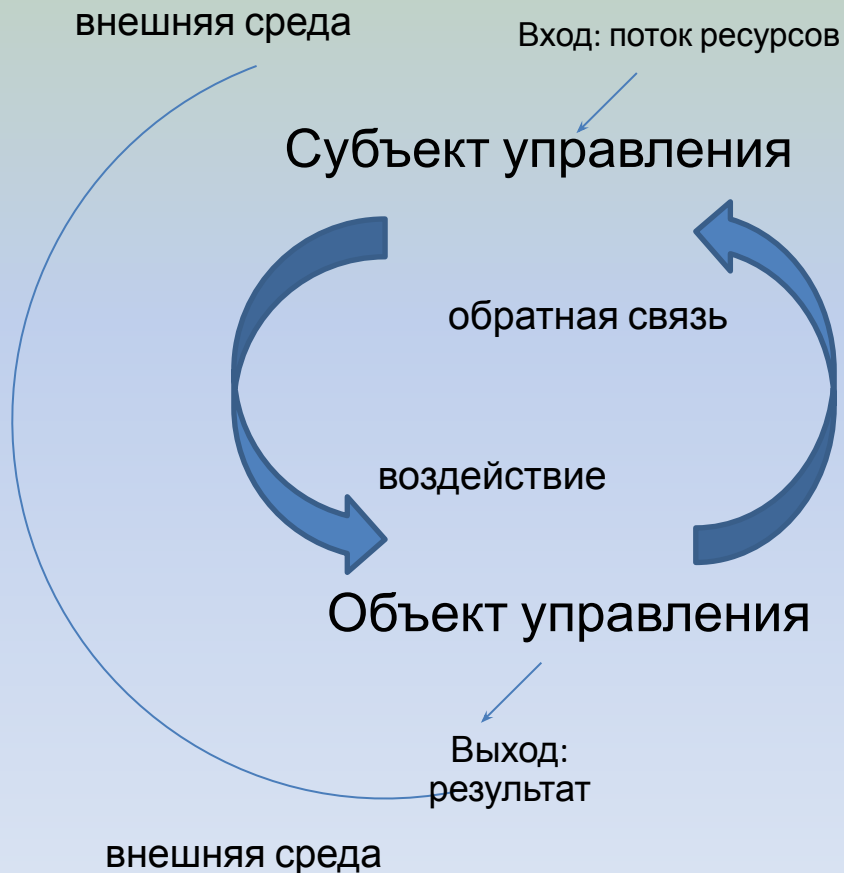 внешняя среда
Вход: поток ресурсов
Субъект управления
обратная связь
воздействие
Объект управления
Выход:
результат
внешняя среда